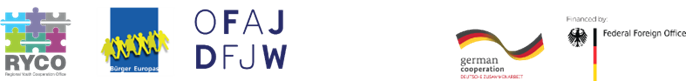 RYCO
Regional Youth Cooperation Office
Bürger Europas
OFAJ
DFJW
german
cooperation
DEUTSCHE ZUSAMMENARBEIT
Financed by:
Federal Foreign Office